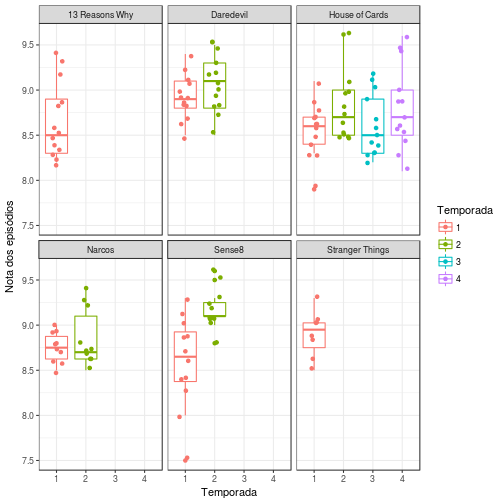 13 Reasons Why Daredevil House of Cards
9.5
9.0
8.5
8.0
7.5
Narcos Sense8 Stranger Things
9.5
9.0
8.5
8.0
7.5
1 2 3 4 1 2 3 4 1 2 3 4
Temporada
Nota dos episódios
Temporada
1
2
3
4